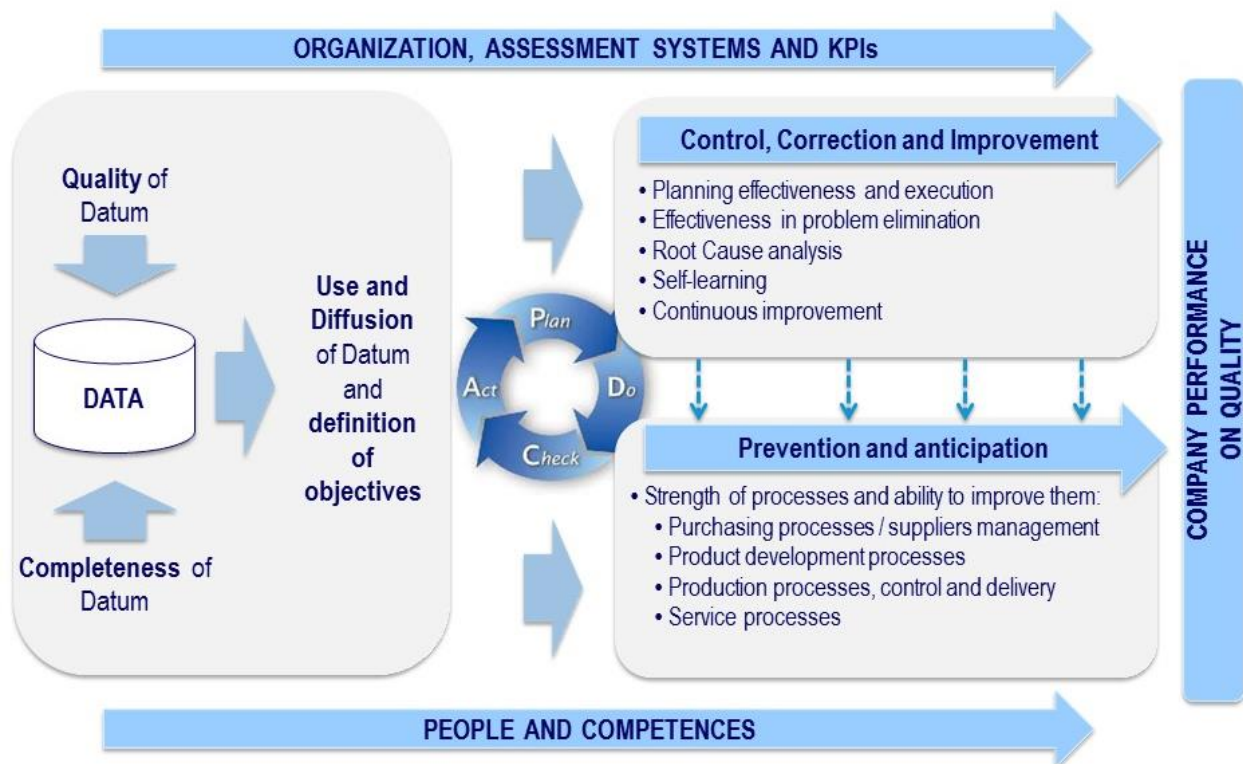 ORGANIZATION, ASSESSMENT SYSTEMS AND KPIs
Quality of
Datum
DATA
Completeness of
Datum
Use and
Diffusion
of Datum
and
definition
of
objectives
Plan
Do
Check
Act
Control, Correction and Improvement
• Planning effectiveness and execution
• Effectiveness in problem elimination
• Root Cause analysis
• Self-learning
• Continuous improvement
Prevention and anticipation
• Strength of processes and ability to improve them:
• Purchasing processes / suppliers management
• Product development processes
• Production processes, control and delivery
• Service processes
COMPANY PERFORMANCE
ON QUALITY
PEOPLE AND COMPETENCES